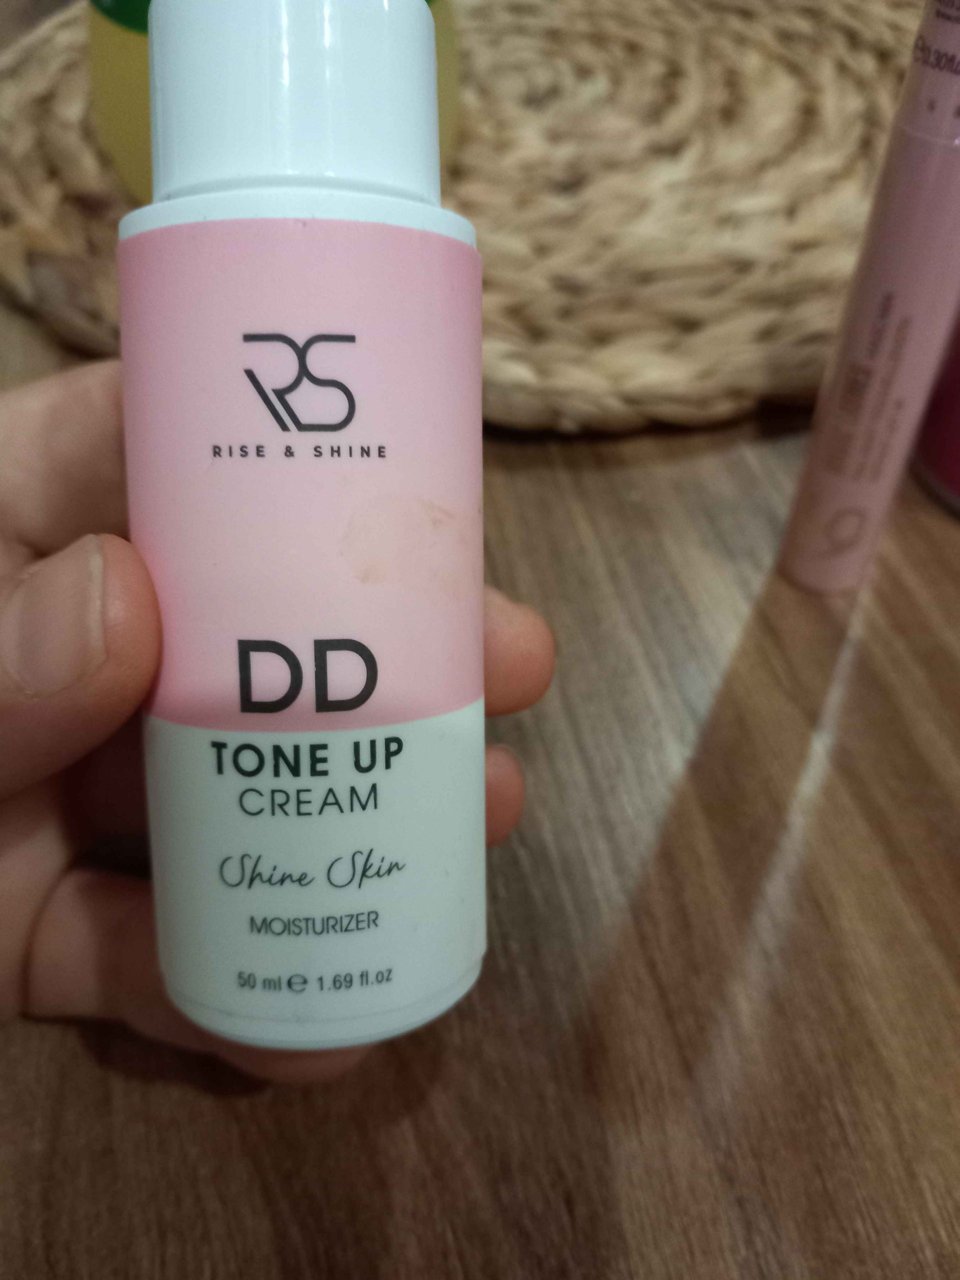 RS
RISE & SHINE
DD
TONE UP
CREAM
Shine Skin
MOISTURIZER
50 ml ℮ 1.69 fl.oz